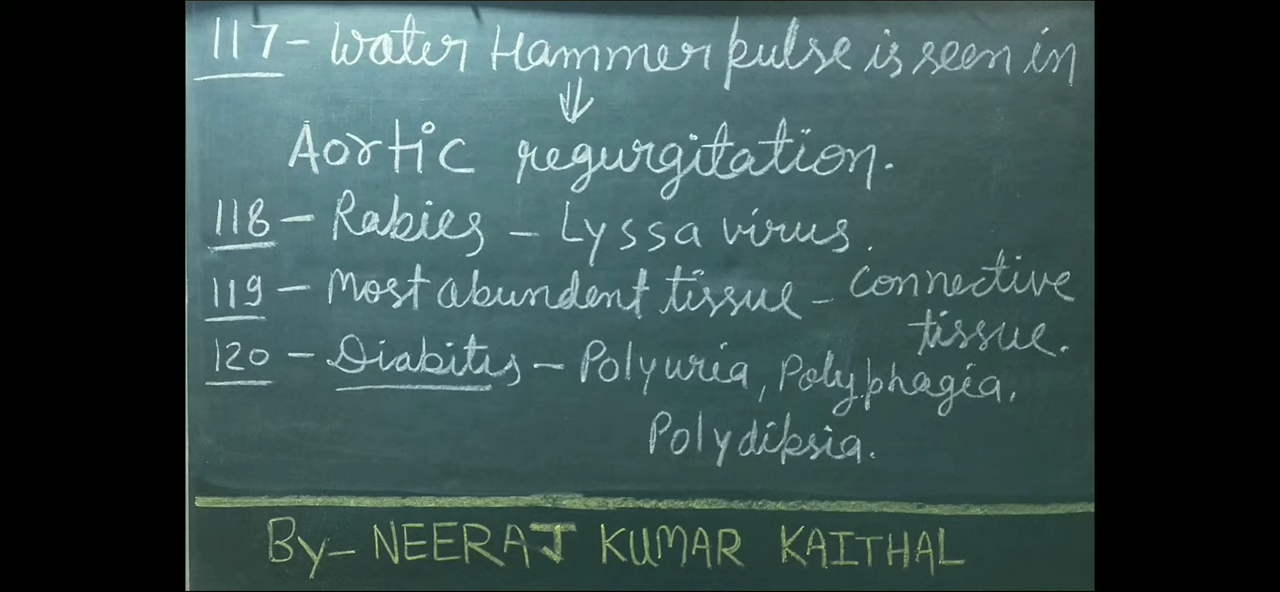 117- Water Hammer pulse is seen in
⇓
Aortic regurgitation.
118 - Rabies - Lyssa virus.
119 - Most abundent tissue - connective
tissue.
120 - Diabitis - Polyuria, Polyphagia.
Polydipsia.
By- NEERAJ KUMAR KAITHAL